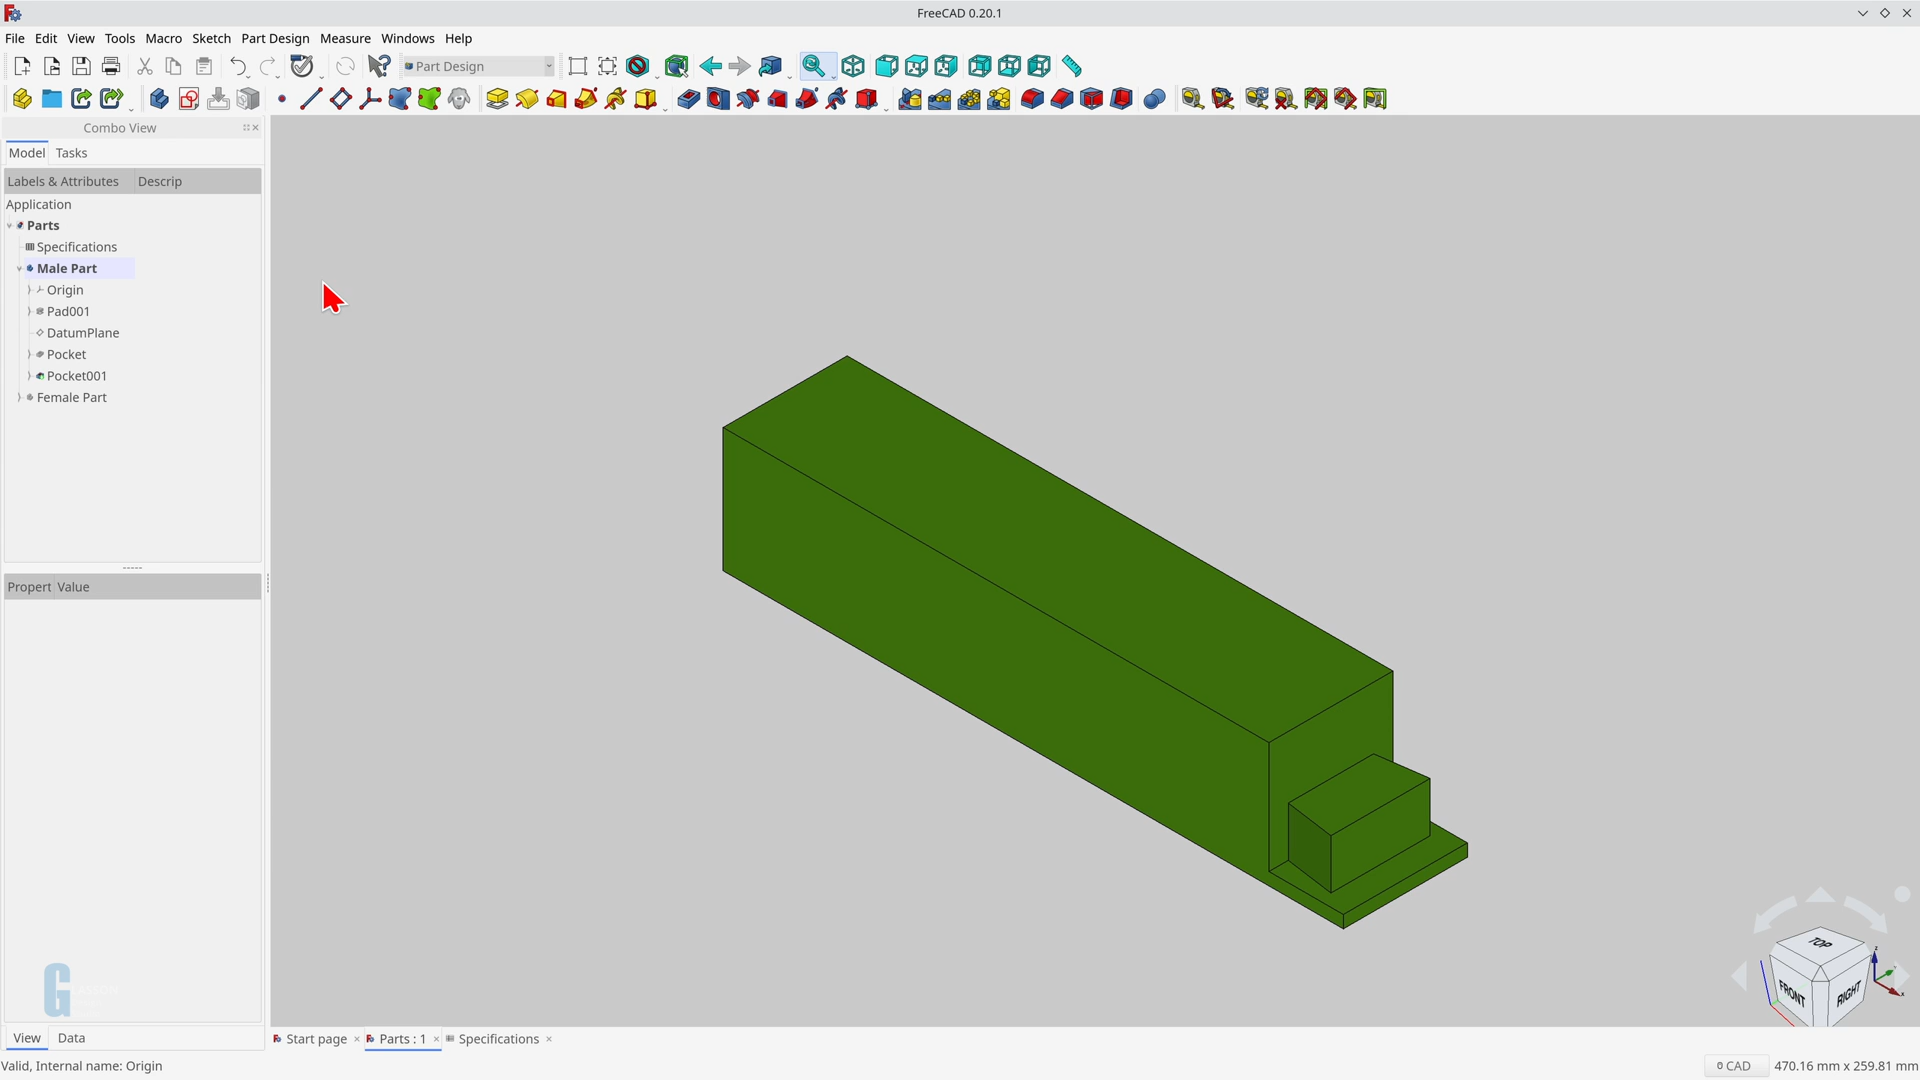 FreeCAD 0.20.1
File Edit View Tools Macro Sketch Part Design Measure Windows Help
Part Design
Combo View
Model Tasks
Labels & Attributes Descrip
Application
Parts
Specifications
Male Part
Origin
Pad001
DatumPlane
Pocket
Pocket001
Female Part
Propert Value
TOP
FRONT RIGHT
G
View Data
Start page Parts : 1 Specifications
Valid, Internal name: Origin
CAD 470.16 mm x 259.81 mm